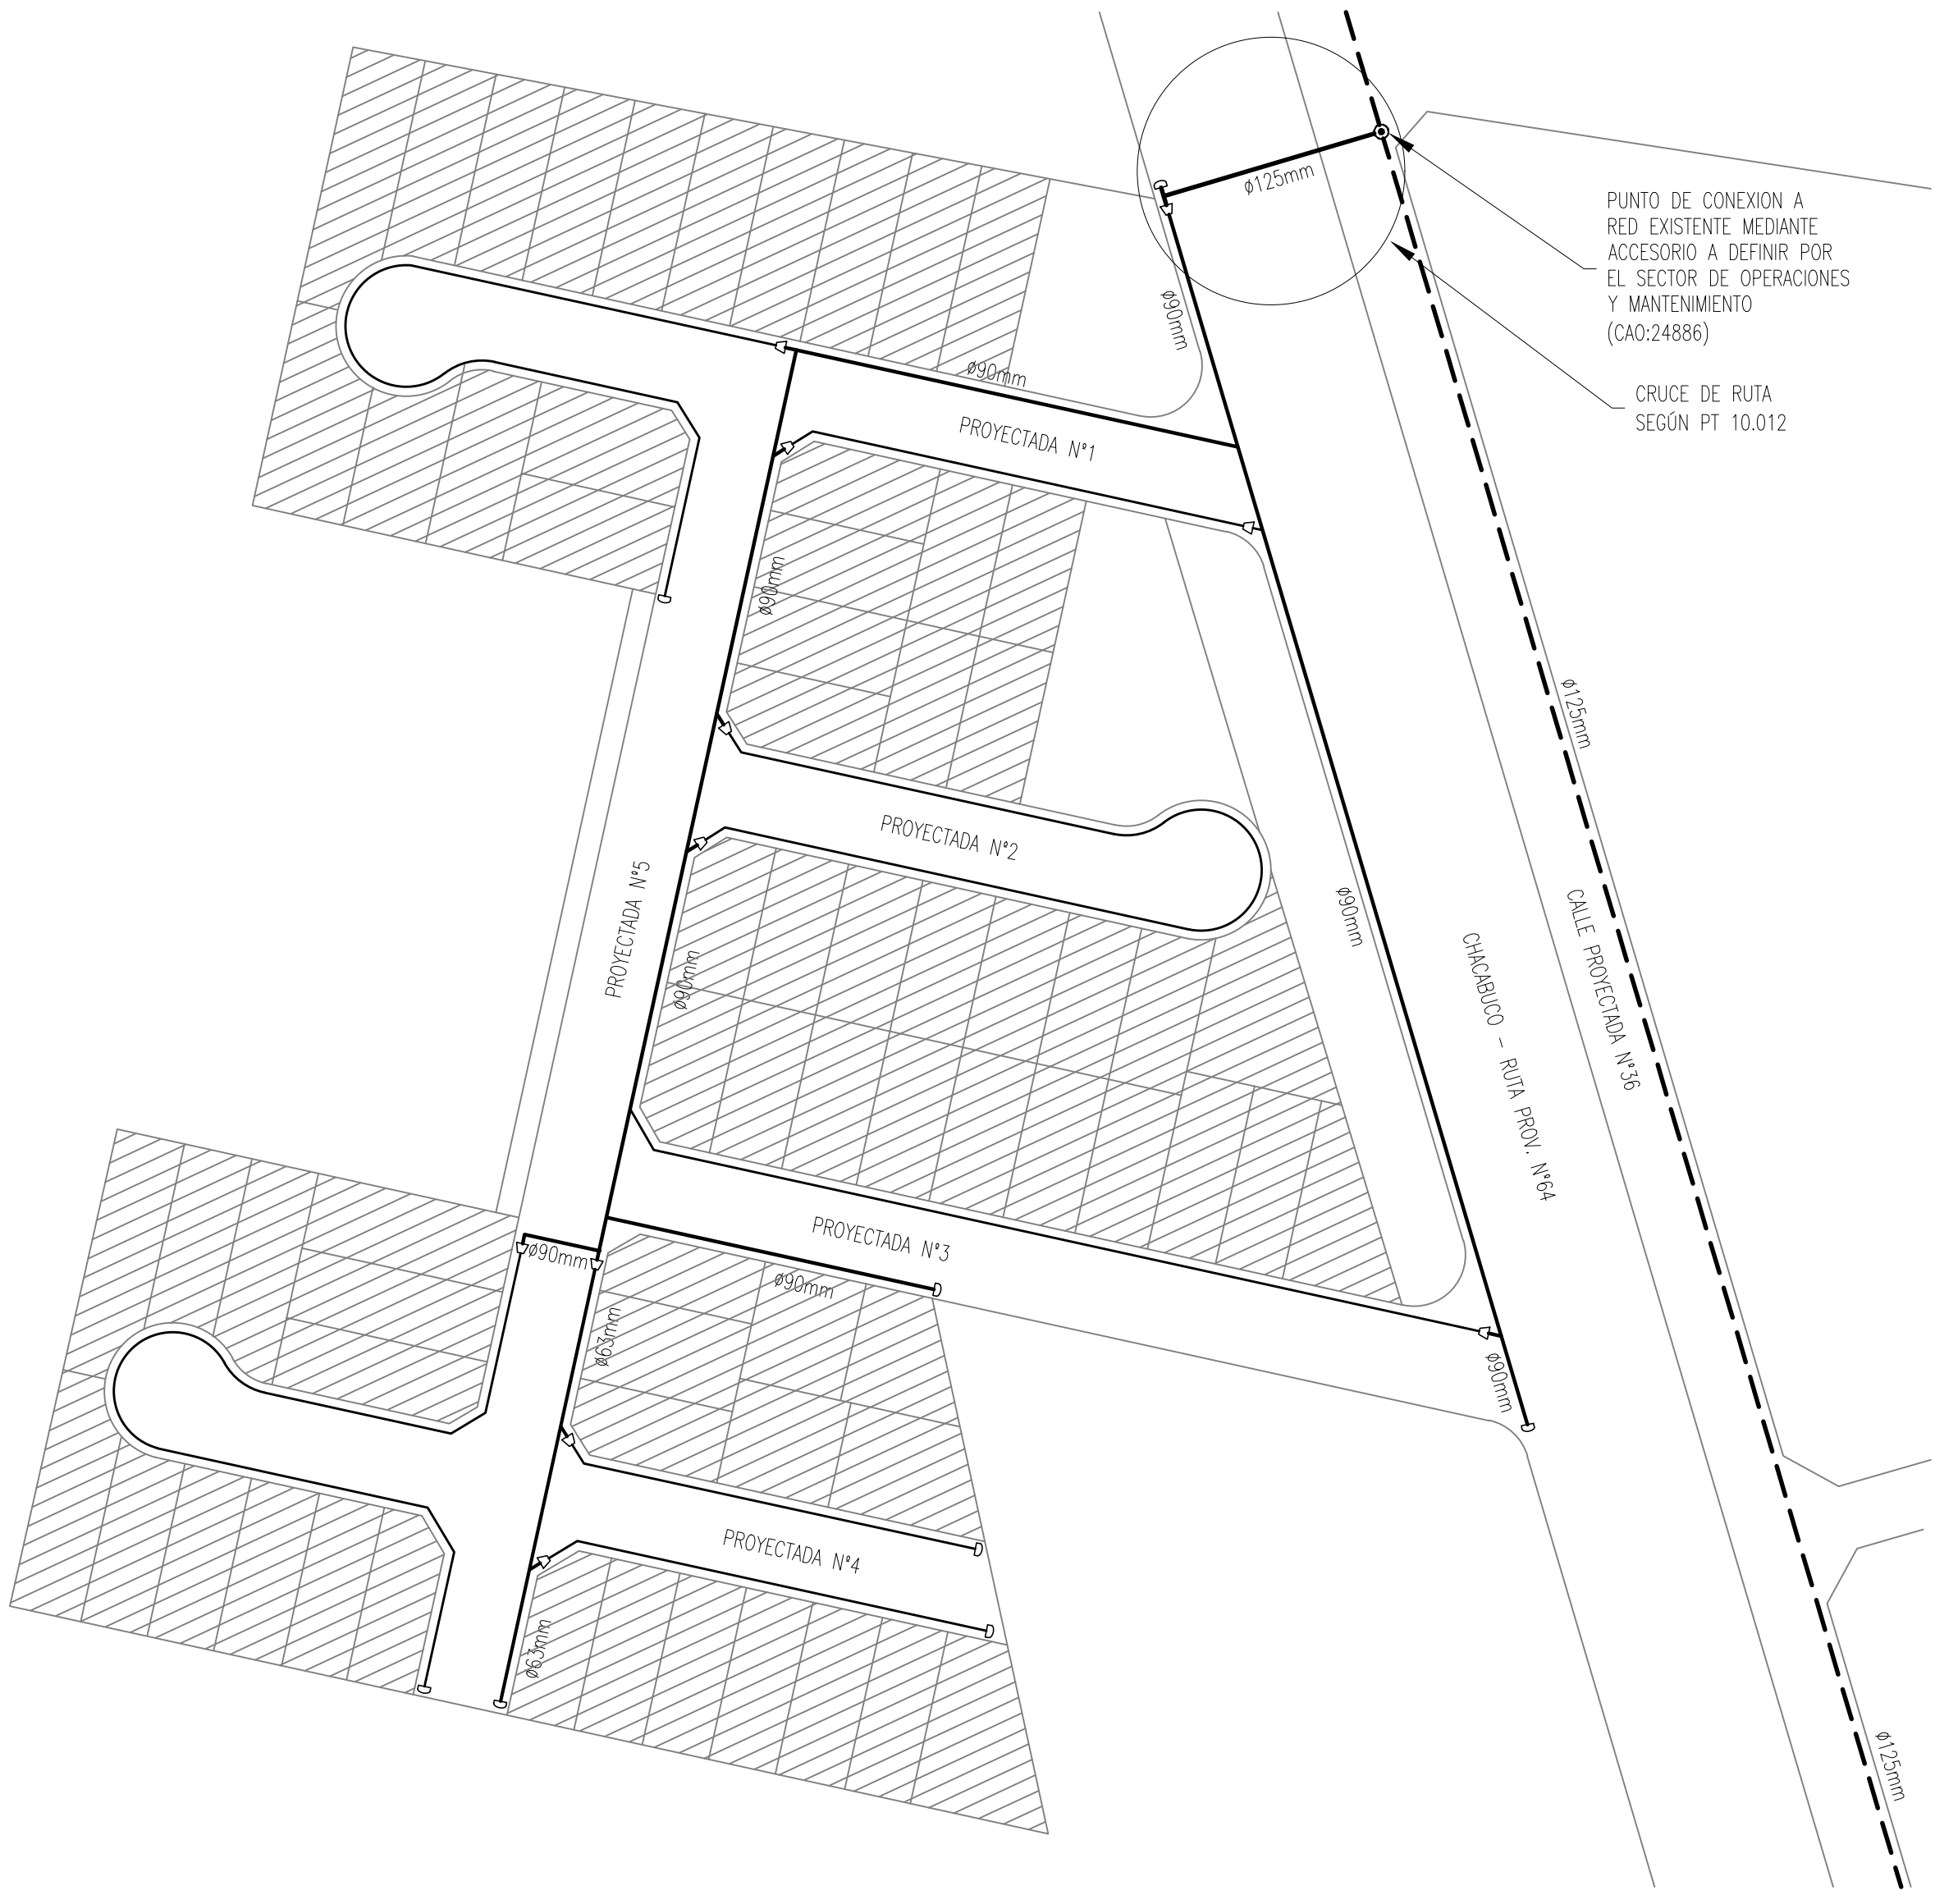 ø125mm
PUNTO DE CONEXION A
RED EXISTENTE MEDIANTE
ACCESORIO A DEFINIR POR
EL SECTOR DE OPERACIONES
Y MANTENIMIENTO
(CAO:24886)
CRUCE DE RUTA
SEGÚN PT 10.012
ø90mm
ø90mm
PROYECTADA N°1
ø90mm
ø125mm
PROYECTADA N°2
PROYECTADA N°5
ø90mm
ø90mm
CHACABUCO - RUTA PROV. N°64
CALLE PROYECTADA N°36
PROYECTADA N°3
ø90mm
ø90mm
ø63mm
ø90mm
PROYECTADA N°4
ø63mm
ø125mm